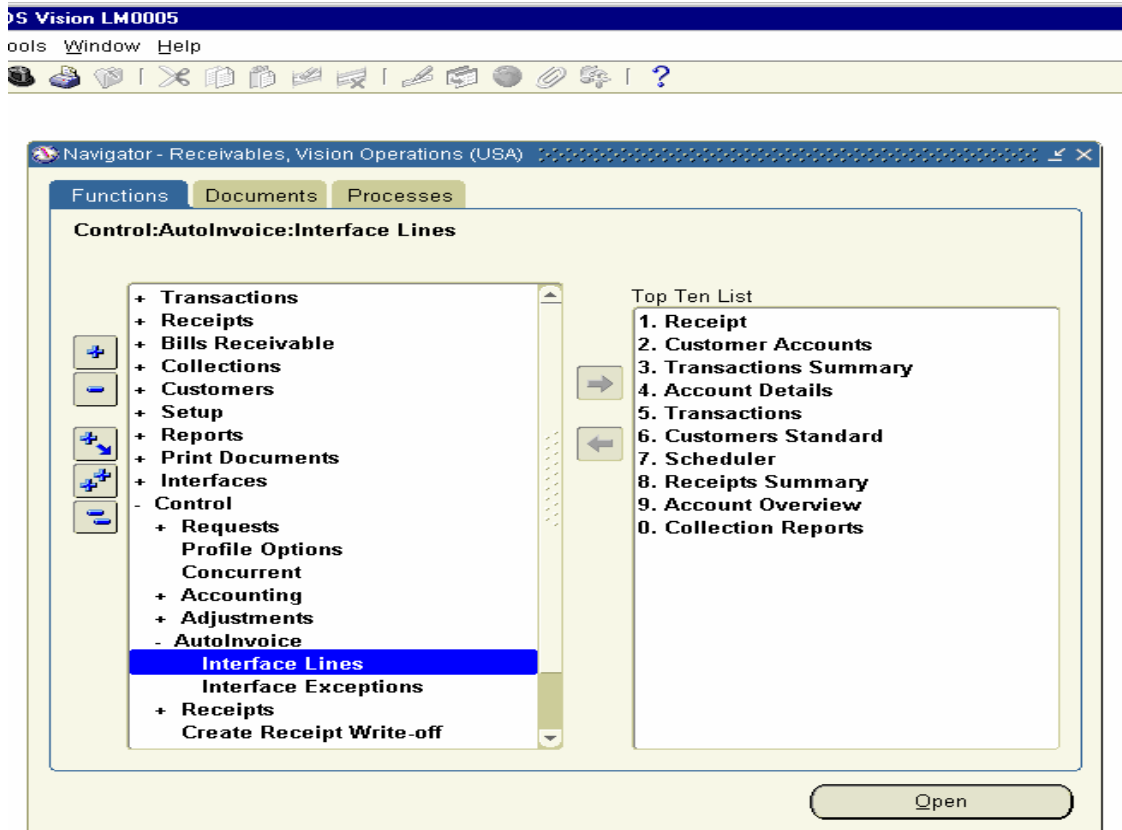 OS Vision LM0005
ools Window Help
Navigator - Receivables, Vision Operations (USA)
Functions Documents Processes
Control:AutoInvoice:Interface Lines
+ Transactions
+ Receipts
+ Bills Receivable
+ Collections
+ Customers
+ Setup
+ Reports
+ Print Documents
+ Interfaces
- Control
+ Requests
Profile Options
Concurrent
+ Accounting
+ Adjustments
- AutoInvoice
Interface Lines
Interface Exceptions
+ Receipts
Create Receipt Write-off
Top Ten List
1. Receipt
2. Customer Accounts
3. Transactions Summary
4. Account Details
5. Transactions
6. Customers Standard
7. Scheduler
8. Receipts Summary
9. Account Overview
0. Collection Reports
Open